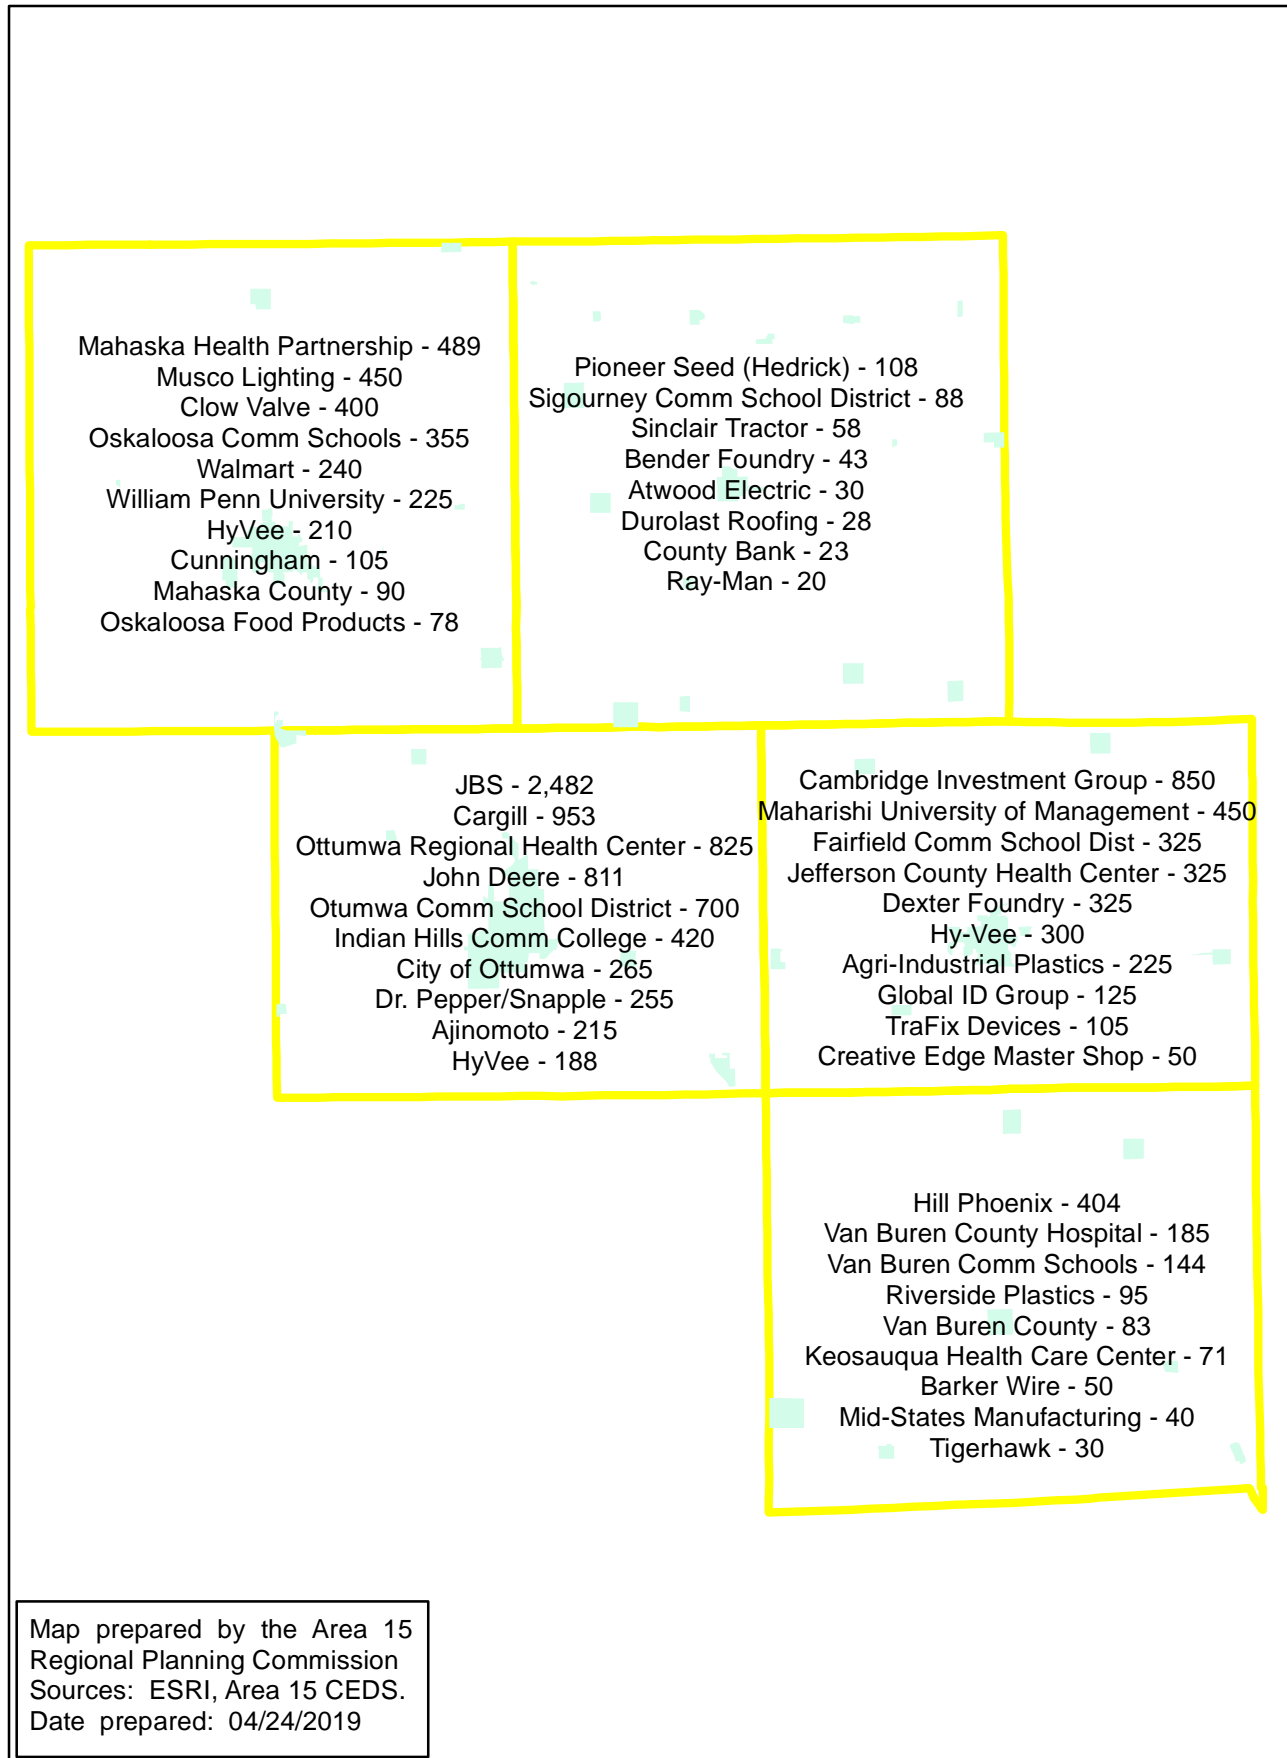 Mahaska Health Partnership - 489
Musco Lighting - 450
Clow Valve - 400
Oskaloosa Comm Schools - 355
Walmart - 240
William Penn University - 225
HyVee - 210
Cunningham - 105
Mahaska County - 90
Oskaloosa Food Products - 78
Pioneer Seed (Hedrick) - 108
Sigourney Comm School District - 88
Sinclair Tractor - 58
Bender Foundry - 43
Atwood Electric - 30
Durolast Roofing - 28
County Bank - 23
Ray-Man - 20
JBS - 2,482
Cargill - 953
Ottumwa Regional Health Center - 825
John Deere - 811
Otumwa Comm School District - 700
Indian Hills Comm College - 420
City of Ottumwa - 265
Dr. Pepper/Snapple - 255
Ajinomoto - 215
HyVee - 188
Cambridge Investment Group - 850
Maharishi University of Management - 450
Fairfield Comm School Dist - 325
Jefferson County Health Center - 325
Dexter Foundry - 325
Hy-Vee - 300
Agri-Industrial Plastics - 225
Global ID Group - 125
TraFix Devices - 105
Creative Edge Master Shop - 50
Hill Phoenix - 404
Van Buren County Hospital - 185
Van Buren Comm Schools - 144
Riverside Plastics - 95
Van Buren County - 83
Keosauqua Health Care Center - 71
Barker Wire - 50
Mid-States Manufacturing - 40
Tigerhawk - 30
Map prepared by the Area 15
Regional Planning Commission
Sources: ESRI, Area 15 CEDS.
Date prepared: 04/24/2019